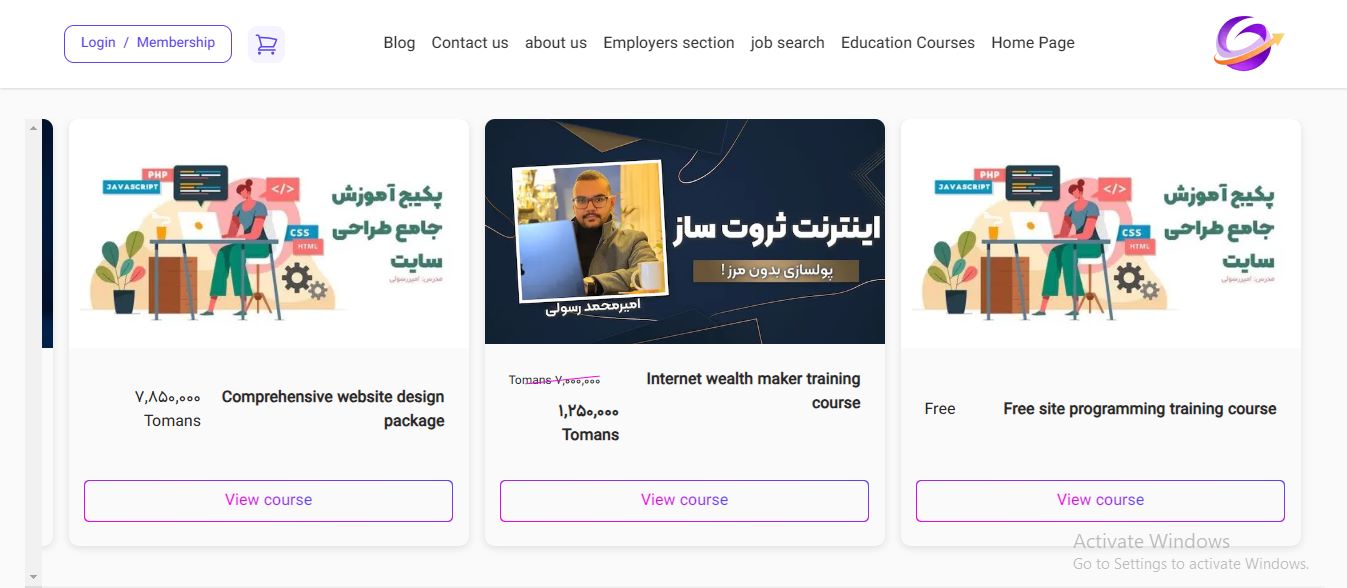 Login / Membership
Blog
Contact us
about us
Employers section
job search
Education Courses
Home Page
PHP
JAVASCRIPT
</>
CSS
HTML
پکیج آموزش
جامع طراحی
سایت
مدرس: امیررسولی
۷,۸۵۰,۰۰۰
Tomans
Comprehensive website design
package
View course
اینترنت ثروت ساز
پولسازی بدون مرز !
امیرمحمد رسولی
Tomans ۷,۰۰۰,۰۰۰
۱,۲۵۰,۰۰۰
Tomans
Internet wealth maker training
course
View course
PHP
JAVASCRIPT
</>
CSS
HTML
پکیج آموزش
جامع طراحی
سایت
مدرس: امیررسولی
Free
Free site programming training course
View course
Activate Windows
Go to Settings to activate Windows.